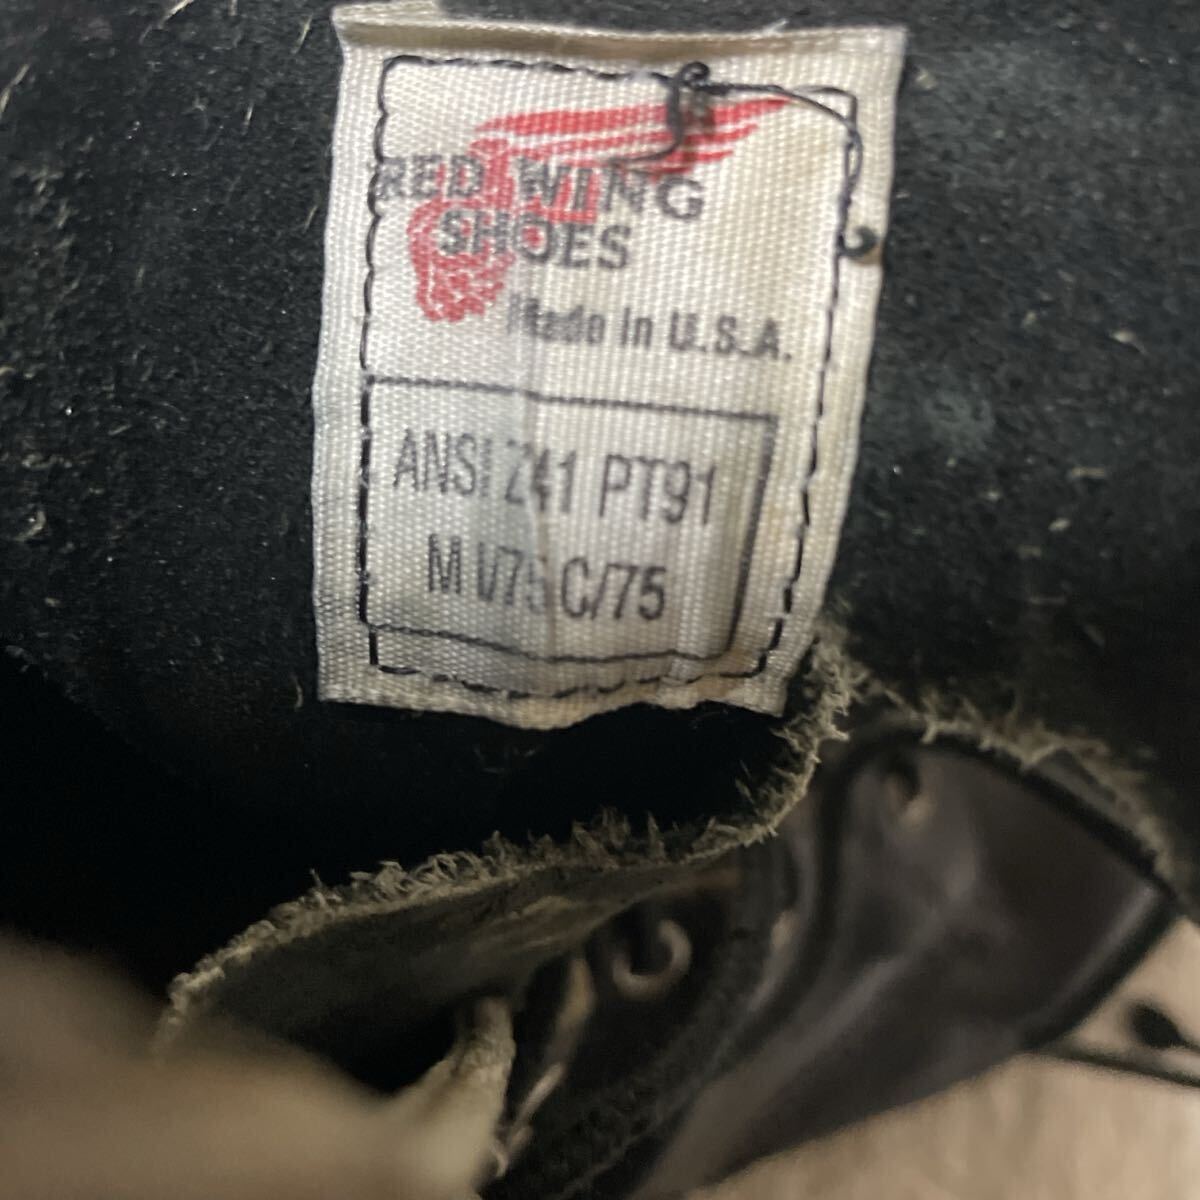 RED WING
SHOES
Made in U.S.A.
ANSI Z41 PT91
M I/75 C/75